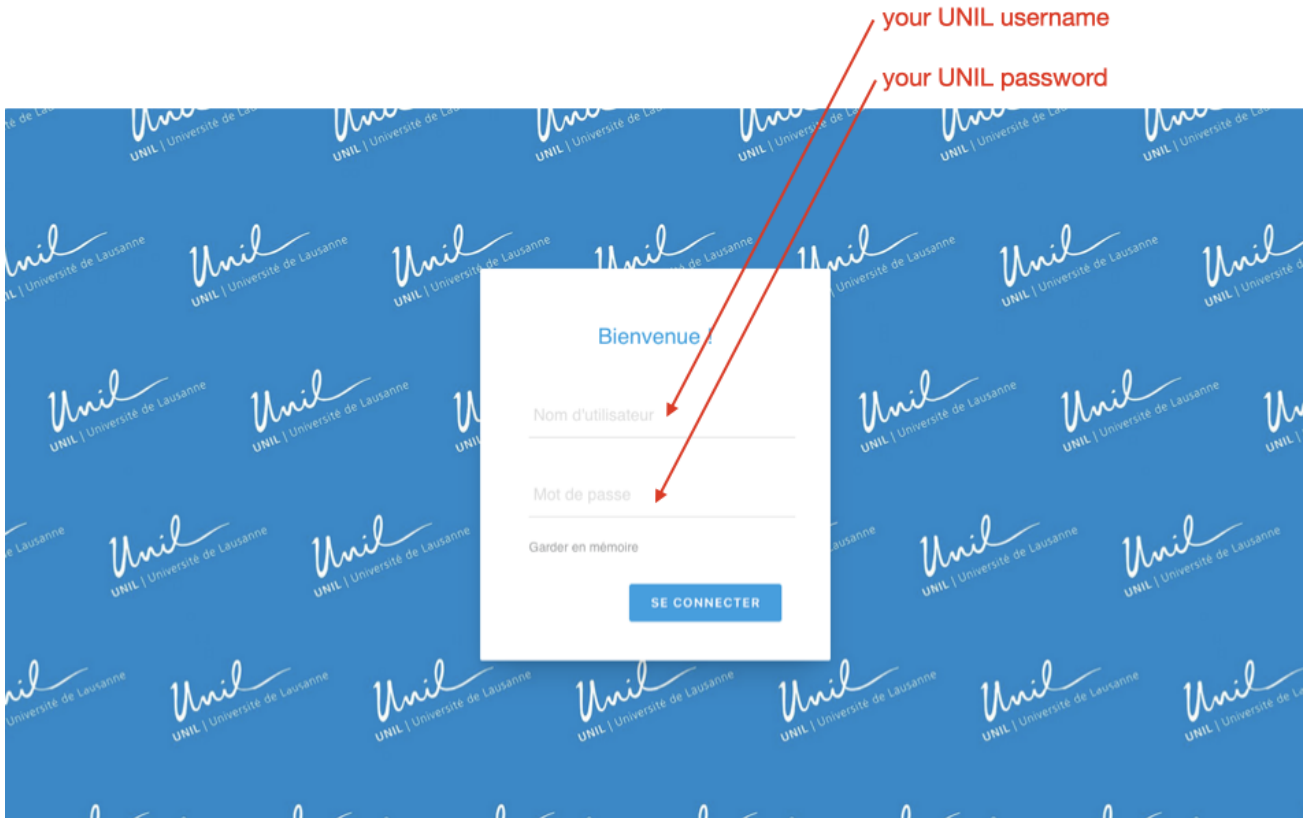 your UNIL username
your UNIL password
Unil
UNIL | Université de Lausanne
Bienvenue !
Nom d'utilisateur
Mot de passe
Garder en mémoire
SE CONNECTER